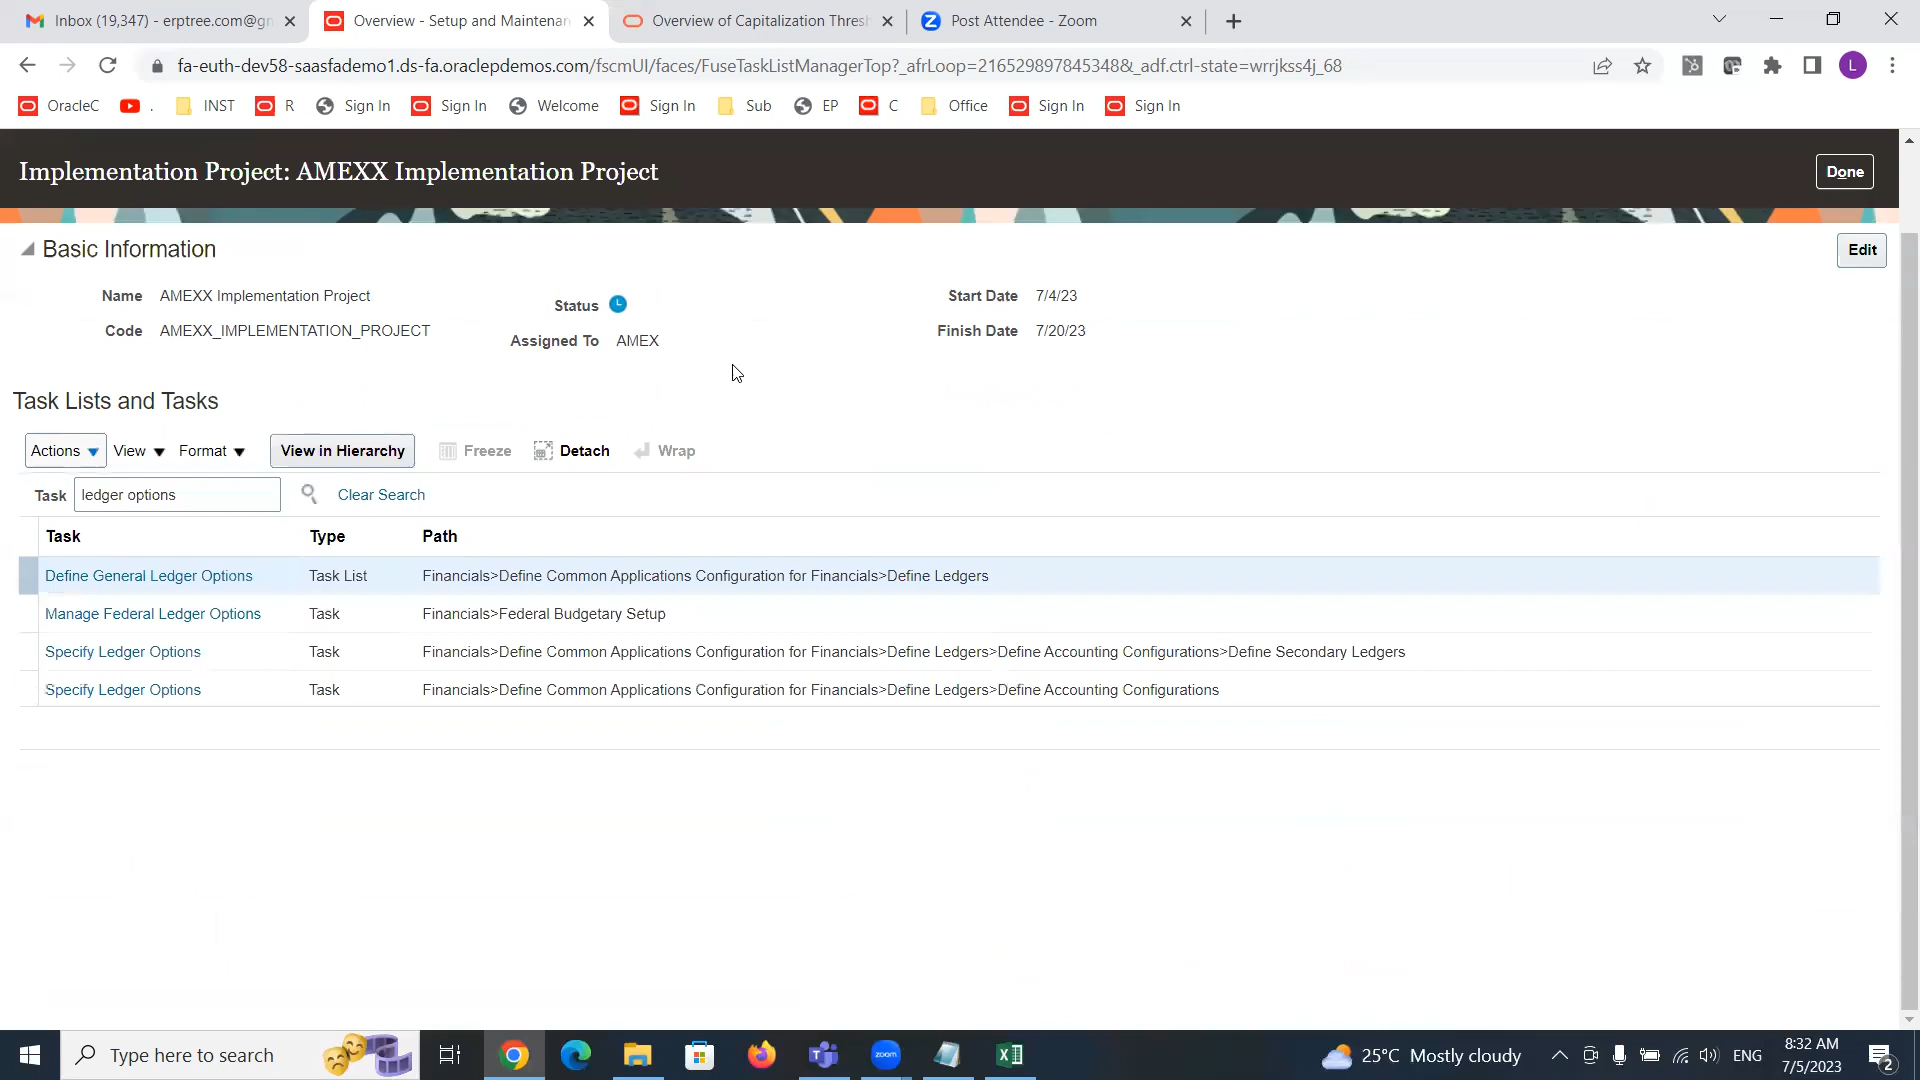 Inbox (19,347) - erptree.com@gn
Overview - Setup and Maintenan
Overview of Capitalization Thresh
Post Attendee - Zoom
fa-euth-dev58-saasfademo1.ds-fa.oraclepdemos.com/fscmUI/faces/FuseTaskListManagerTop?_afrLoop=216529897845348&_adf.ctrl-state=wrrjkss4j_68
L
OracleC . INST R Sign In Sign In Welcome Sign In Sub EP C Office Sign In Sign In
Implementation Project: AMEXX Implementation Project
Done
Basic Information
Edit
Name AMEXX Implementation Project
Status
Start Date 7/4/23
Code AMEXX_IMPLEMENTATION_PROJECT
Finish Date 7/20/23
Assigned To AMEX
Task Lists and Tasks
Actions View Format View in Hierarchy Freeze Detach Wrap
Task ledger options Clear Search
Task Type Path
Define General Ledger Options Task List Financials>Define Common Applications Configuration for Financials>Define Ledgers
Manage Federal Ledger Options Task Financials>Federal Budgetary Setup
Specify Ledger Options Task Financials>Define Common Applications Configuration for Financials>Define Ledgers>Define Accounting Configurations>Define Secondary Ledgers
Specify Ledger Options Task Financials>Define Common Applications Configuration for Financials>Define Ledgers>Define Accounting Configurations
Type here to search
zoom
25°C Mostly cloudy
ENG
8:32 AM
7/5/2023
2